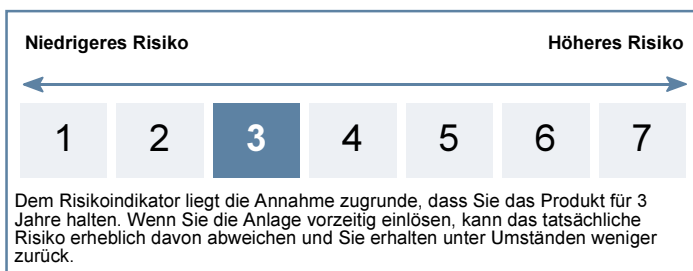 Niedrigeres Risiko Höheres Risiko
1 2 3 4 5 6 7
Dem Risikoindikator liegt die Annahme zugrunde, dass Sie das Produkt für 3
Jahre halten. Wenn Sie die Anlage vorzeitig einlösen, kann das tatsächliche
Risiko erheblich davon abweichen und Sie erhalten unter Umständen weniger
zurück.